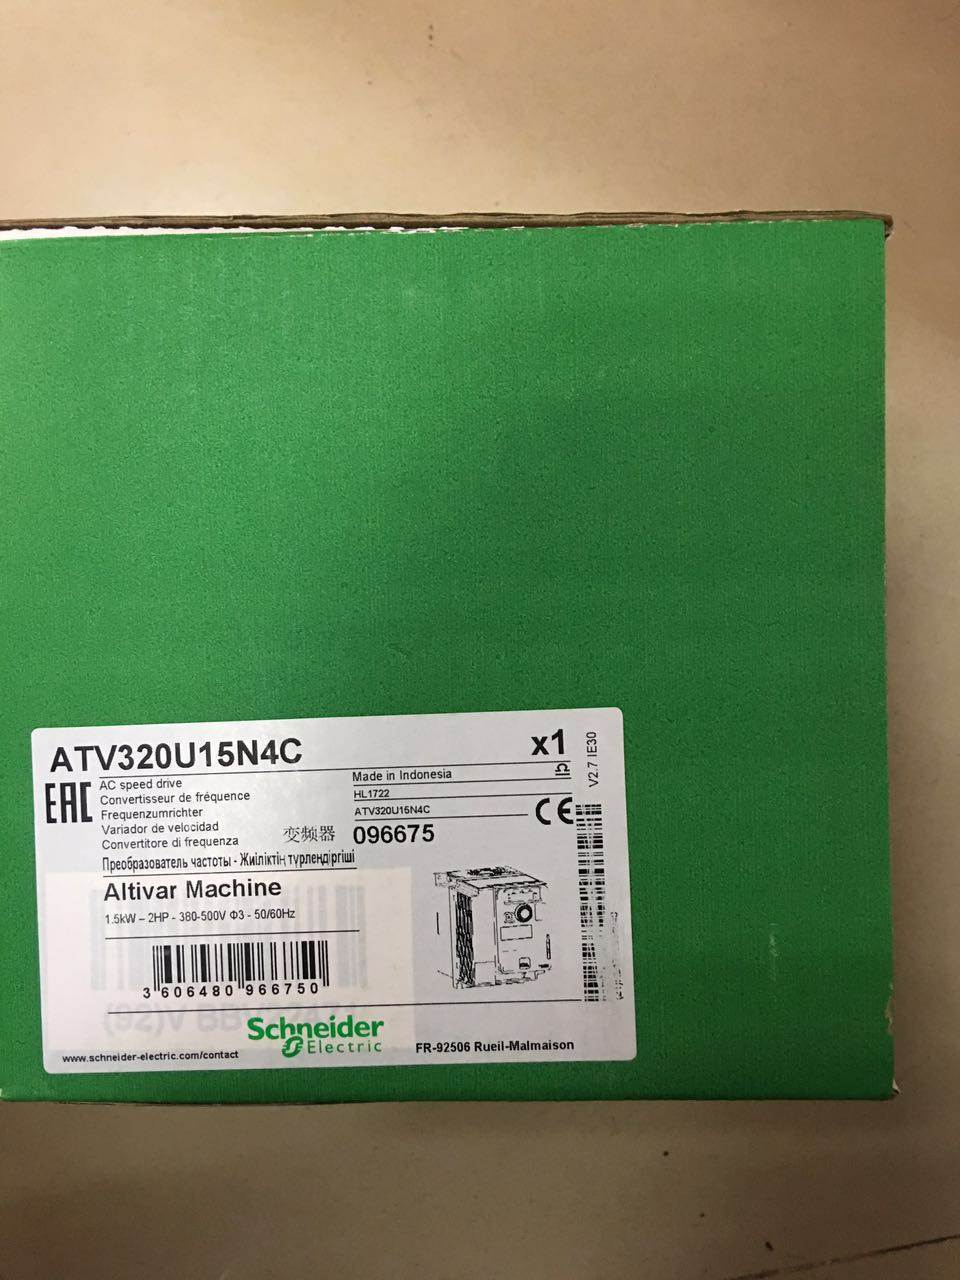 ATV320U15N4C
x1
EAC
AC speed drive
Convertisseur de fréquence
Frequenzumrichter
Variador de velocidad
Convertitore di frequenza
变频器
Преобразователь частоты - Жиіліктің түрлендіргіші
Made in Indonesia
HL1722
ATV320U15N4C
096675
CE
V2.7 IE30
Altivar Machine
1.5kW – 2HP - 380-500V Φ3 - 50/60Hz
3 606480 966750
Schneider
Electric
www.schneider-electric.com/contact
FR-92506 Rueil-Malmaison